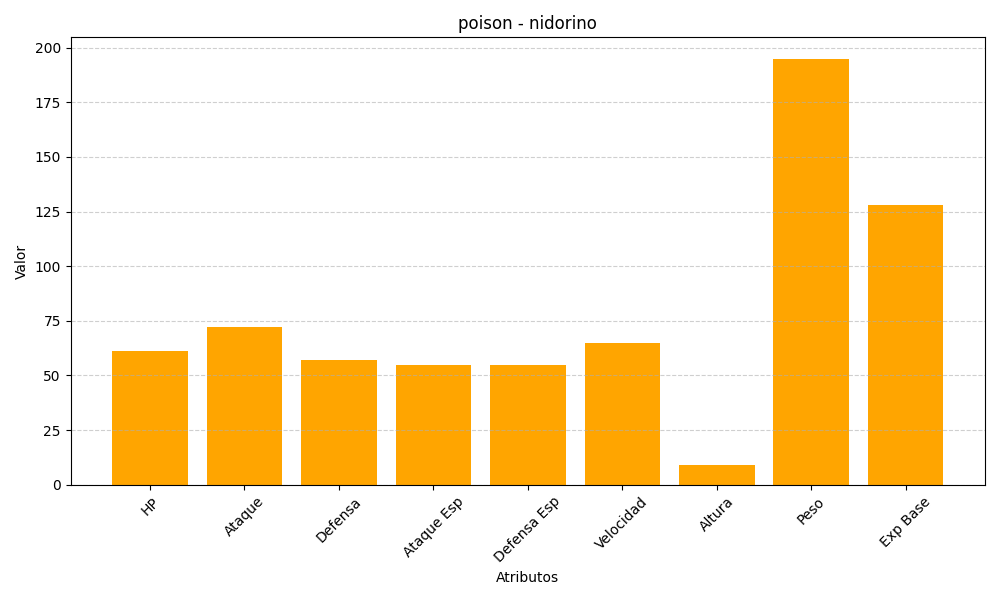 poison - nidorino
200
175
150
125
100
75
50
25
0
Valor
HP
Ataque
Defensa
Ataque Esp
Defensa Esp
Velocidad
Altura
Peso
Exp Base
Atributos